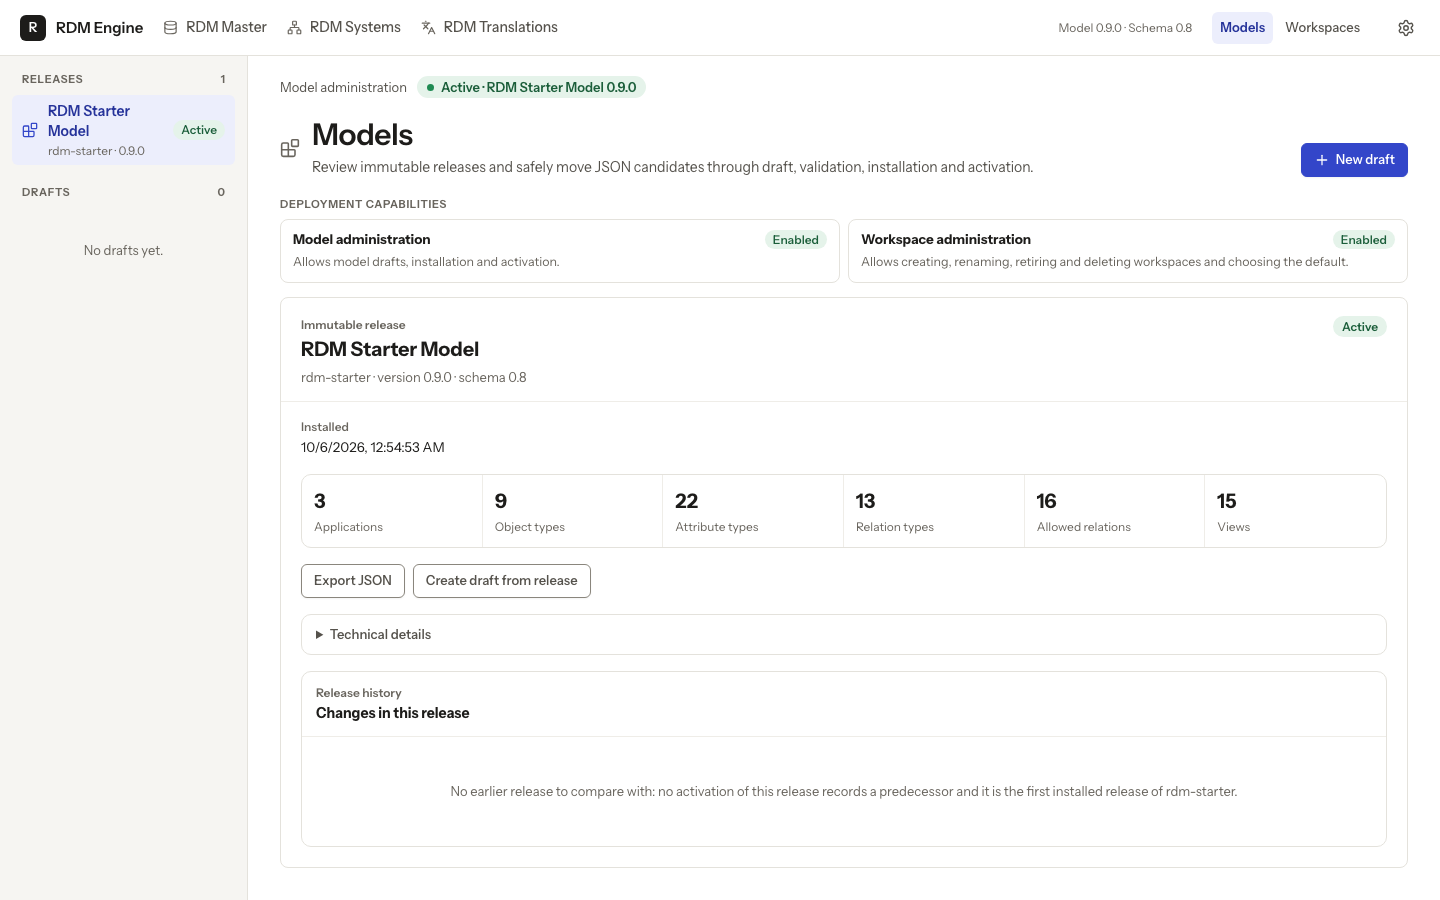 R RDM Engine RDM Master RDM Systems RDM Translations Model 0.9.0 · Schema 0.8 Models Workspaces
RELEASES 1
RDM Starter
Model
Active
rdm-starter · 0.9.0
DRAFTS 0
No drafts yet.
Model administration Active · RDM Starter Model 0.9.0
Models
Review immutable releases and safely move JSON candidates through draft, validation, installation and activation.
New draft
DEPLOYMENT CAPABILITIES
Model administration Enabled
Allows model drafts, installation and activation.
Workspace administration Enabled
Allows creating, renaming, retiring and deleting workspaces and choosing the default.
Immutable release
Active
RDM Starter Model
rdm-starter · version 0.9.0 · schema 0.8
Installed
10/6/2026, 12:54:53 AM
3 9 22 13 16 15
Applications Object types Attribute types Relation types Allowed relations Views
Export JSON Create draft from release
Technical details
Release history
Changes in this release
No earlier release to compare with: no activation of this release records a predecessor and it is the first installed release of rdm-starter.